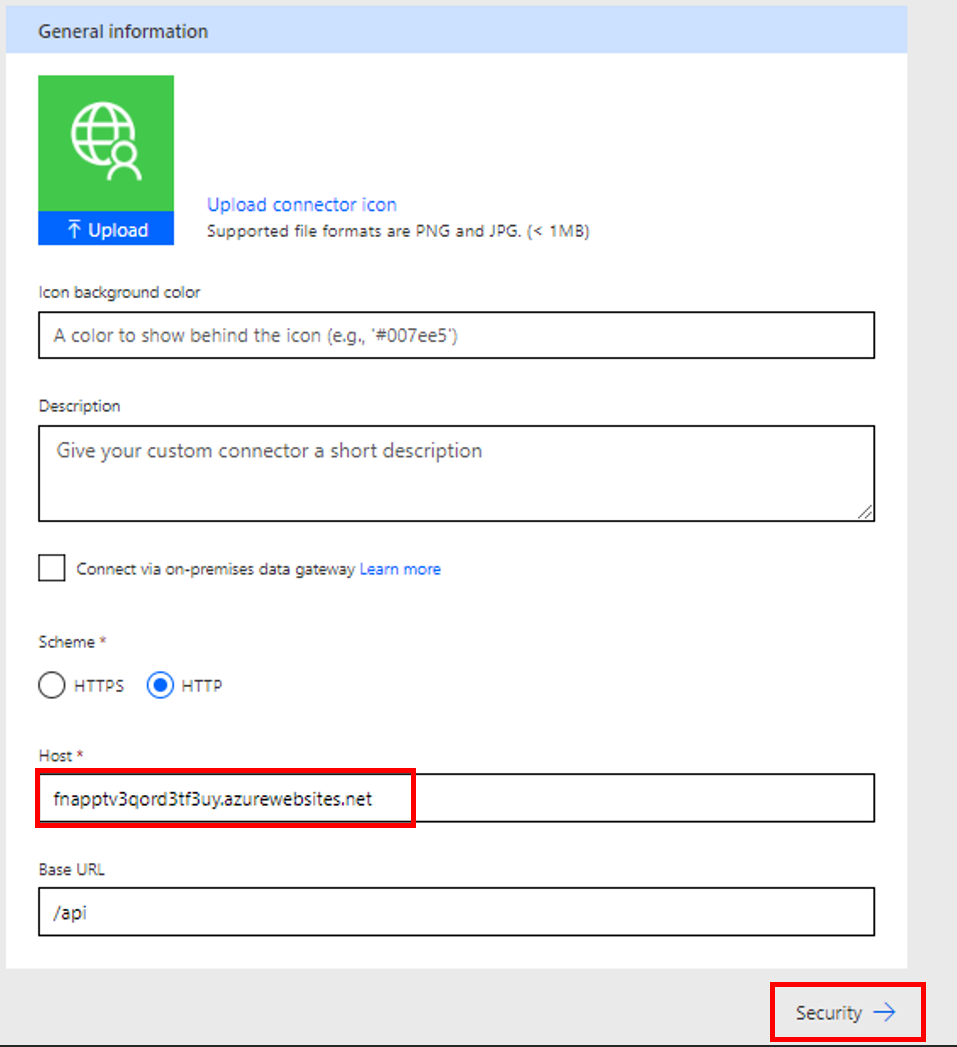 General information
Upload
Upload connector icon
Supported file formats are PNG and JPG. (< 1MB)
Icon background color
A color to show behind the icon (e.g., '#007ee5')
Description
Give your custom connector a short description
Connect via on-premises data gateway Learn more
Scheme *
HTTPS HTTP
Host *
fnapptv3qord3tf3uy.azurewebsites.net
Base URL
/api
Security